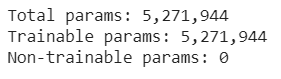 Total params: 5,271,944
Trainable params: 5,271,944
Non-trainable params: 0